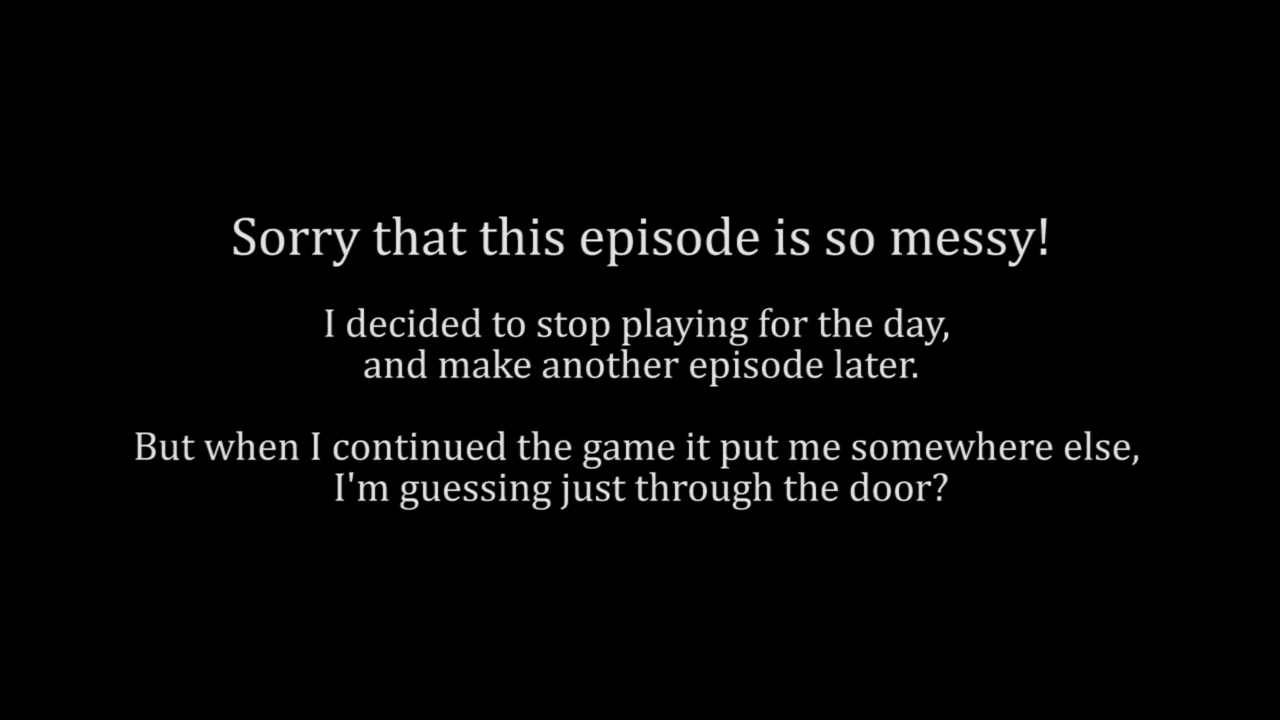 Sorry that this episode is so messy!
I decided to stop playing for the day,
and make another episode later.
But when I continued the game it put me somewhere else,
I'm guessing just through the door?